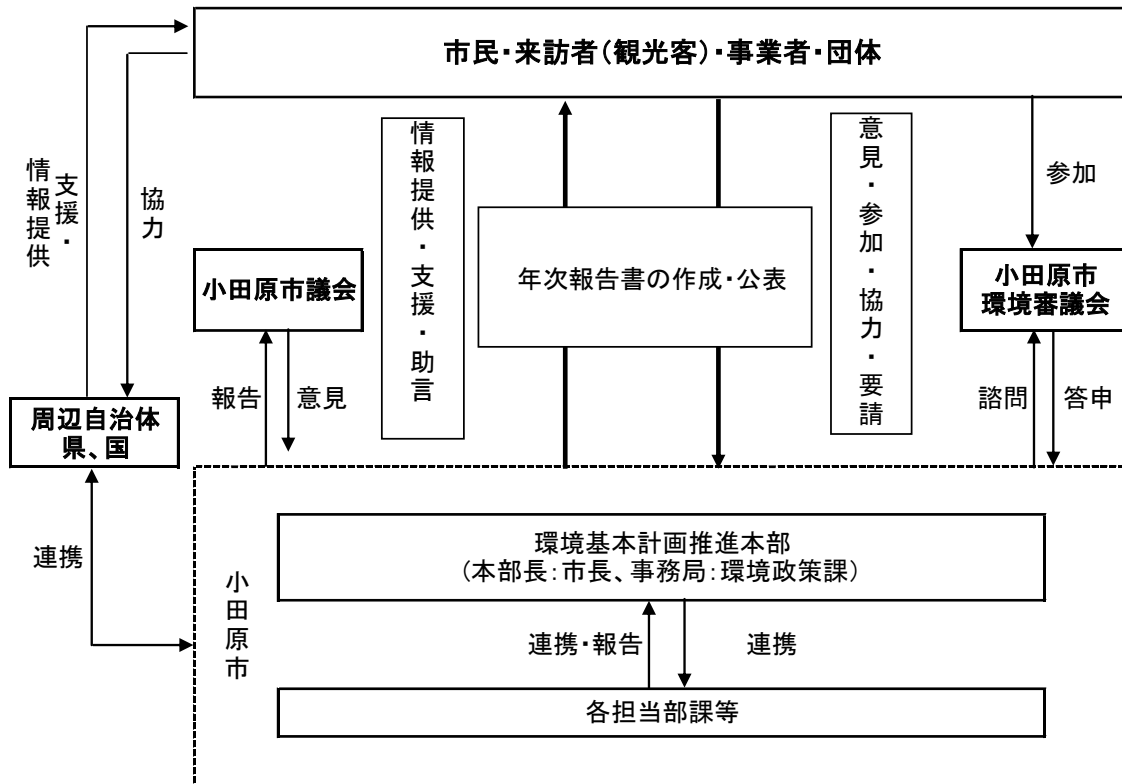 市民・来訪者（観光客）・事業者・団体
支援・
情報提供
協力
情報提供・支援・助言
意見・参加・協力・要請
参加
年次報告書の作成・公表
小田原市議会
小田原市
環境審議会
報告
意見
諮問
答申
周辺自治体
県、国
連携
小田原市
環境基本計画推進本部
（本部長：市長、事務局：環境政策課）
連携・報告
連携
各担当部課等